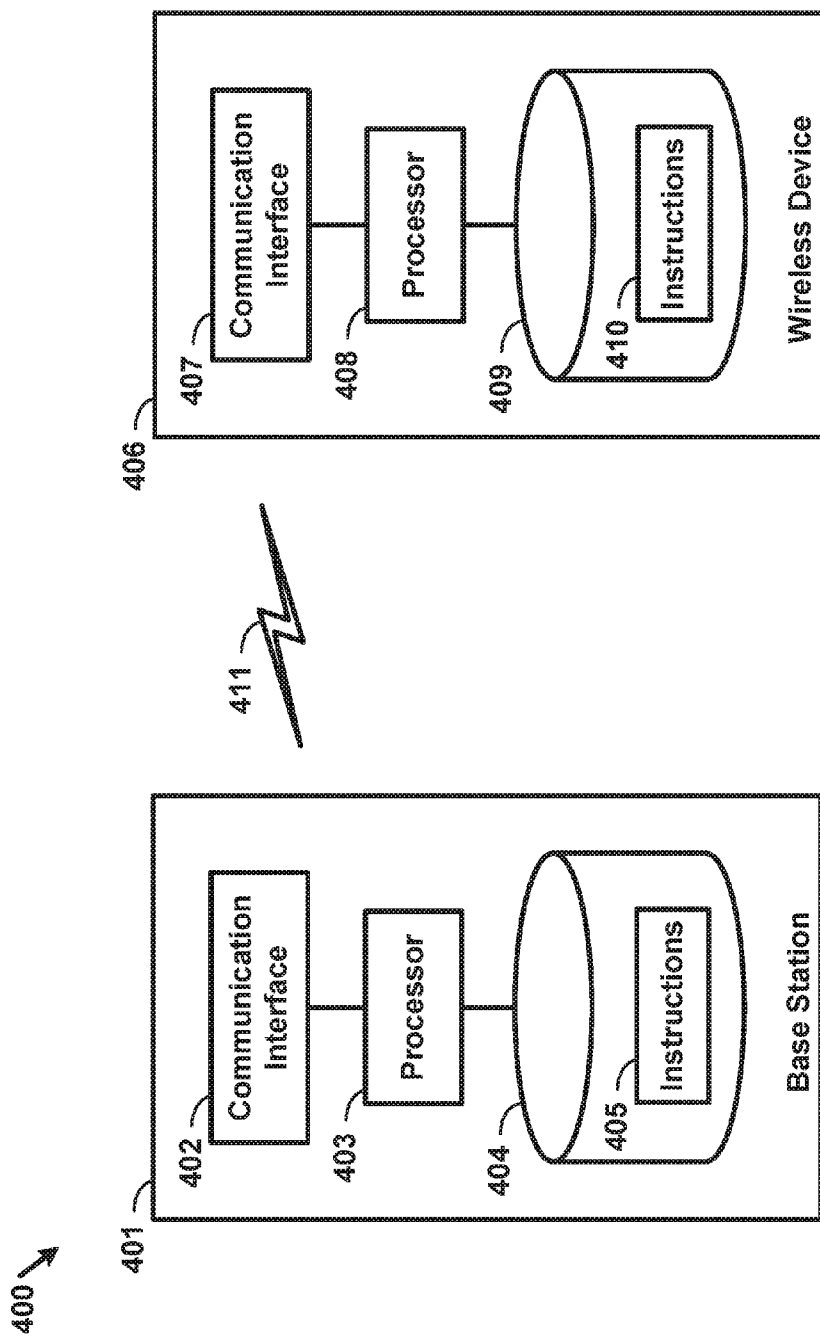 400
401
402
Communication
Interface
403
Processor
404
405
Instructions
Base Station
411
406
407
Communication
Interface
408
Processor
409
410
Instructions
Wireless Device